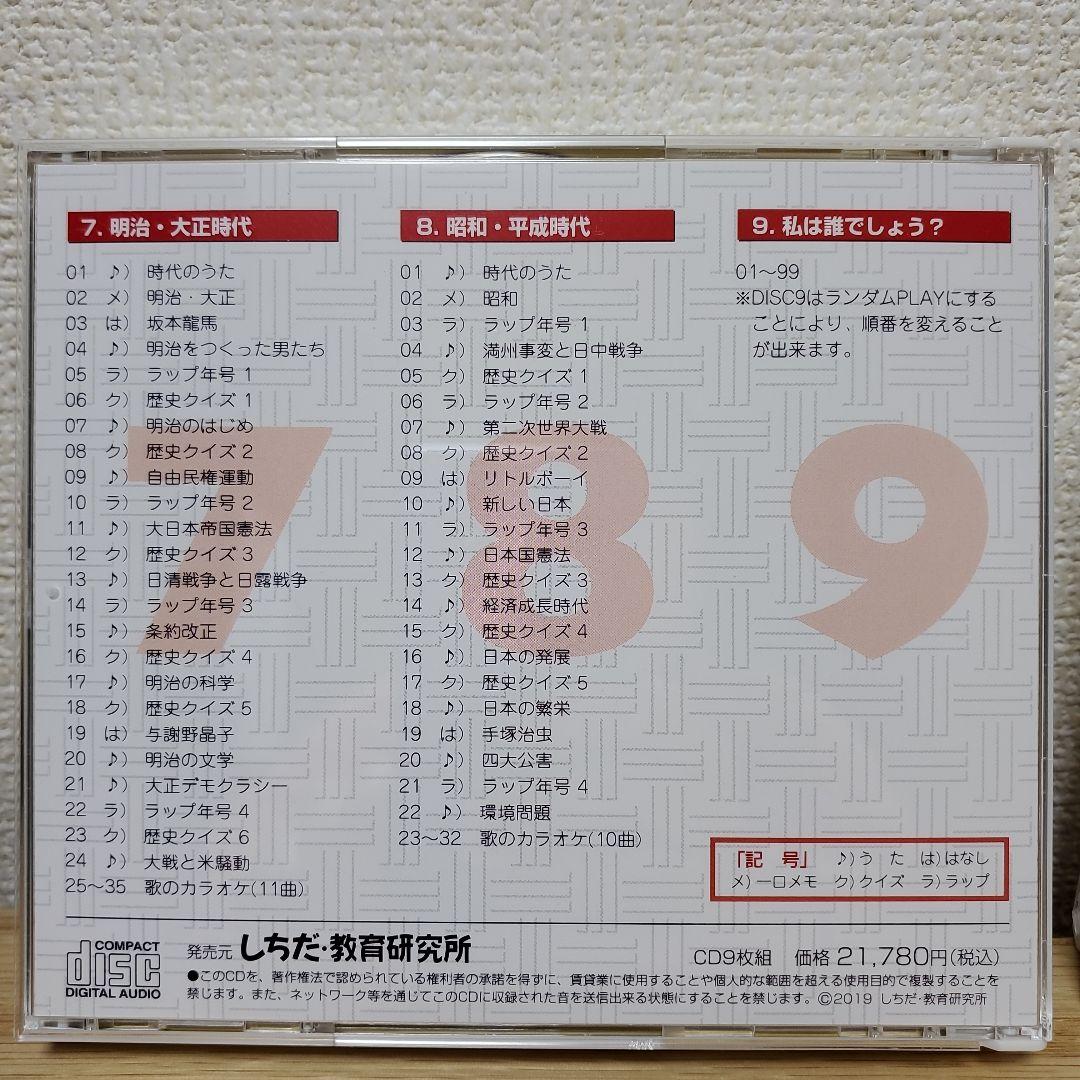 7. 明治・大正時代
01 ♪) 時代のうた
02 メ) 明治・大正
03 は) 坂本龍馬
04 ♪) 明治をつくった男たち
05 ラ) ラップ年号 1
06 ク) 歴史クイズ 1
07 ♪) 明治のはじめ
08 ク) 歴史クイズ 2
09 ♪) 自由民権運動
10 ラ) ラップ年号 2
11 ♪) 大日本帝国憲法
12 ク) 歴史クイズ 3
13 ♪) 日清戦争と日露戦争
14 ラ) ラップ年号 3
15 ♪) 条約改正
16 ク) 歴史クイズ 4
17 ♪) 明治の科学
18 ク) 歴史クイズ 5
19 は) 与謝野晶子
20 ♪) 明治の文学
21 ♪) 大正デモクラシー
22 ラ) ラップ年号 4
23 ク) 歴史クイズ 6
24 ♪) 大戦と米騒動
25〜35 歌のカラオケ(11曲)
8. 昭和・平成時代
01 ♪) 時代のうた
02 メ) 昭和
03 ラ) ラップ年号 1
04 ♪) 満州事変と日中戦争
05 ク) 歴史クイズ 1
06 ラ) ラップ年号 2
07 ♪) 第二次世界大戦
08 ク) 歴史クイズ 2
09 は) リトルボーイ
10 ♪) 新しい日本
11 ラ) ラップ年号 3
12 ♪) 日本国憲法
13 ク) 歴史クイズ 3
14 ♪) 経済成長時代
15 ク) 歴史クイズ 4
16 ♪) 日本の発展
17 ク) 歴史クイズ 5
18 ♪) 日本の繁栄
19 は) 手塚治虫
20 ♪) 四大公害
21 ラ) ラップ年号 4
22 ♪) 環境問題
23〜32 歌のカラオケ(10曲)
9. 私は誰でしょう？
01〜99
※DISC9はランダムPLAYにする
ことにより、順番を変えること
が出来ます。
7 8 9
「記 号」 ♪)うた は)はなし
メ)一口メモ ク)クイズ ラ)ラップ
COMPACT
disc
DIGITAL AUDIO
発売元 しちだ・教育研究所
CD9枚組 価格 21,780円(税込)
●このCDを、著作権法で認められている権利者の承諾を得ずに、賃貸業に使用することや個人的な範囲を超える使用目的で複製することを
禁じます。また、ネットワーク等を通じてこのCDに収録された音を送信出来る状態にすることを禁じます。 ©2019 しちだ・教育研究所